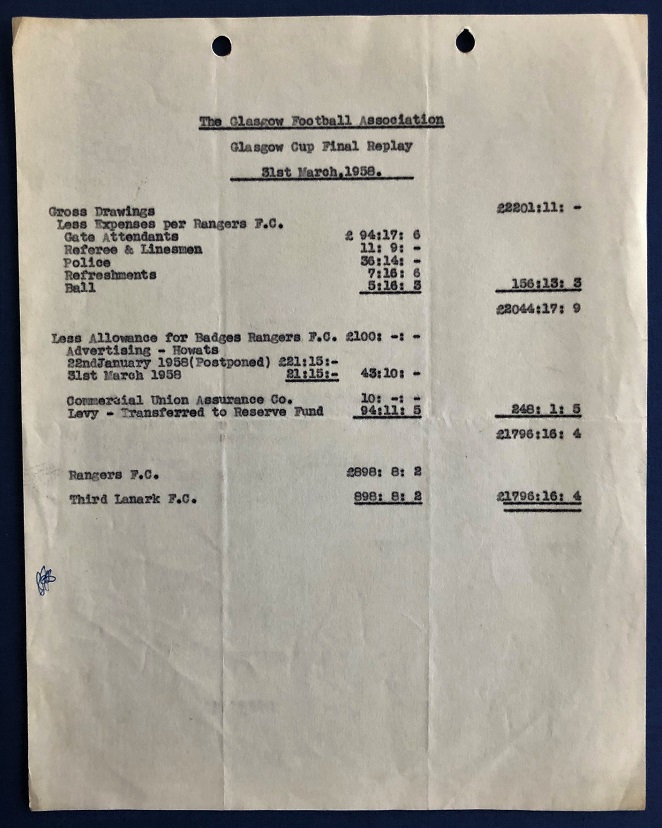 The Glasgow Football Association
Glasgow Cup Final Replay
31st March,1958.
Gross Drawings £2201:11: -
Less Expenses per Rangers F.C.
Gate Attendants £ 94:17: 6
Referee & Linesmen 11: 9: -
Police 36:14: -
Refreshments 7:16: 6
Ball 5:16: 3 156:13: 3
£2044:17: 9
Less Allowance for Badges Rangers F.C. £100: -: -
Advertising - Howats
22ndJanuary 1958(Postponed) £21:15:-
31st March 1958 21:15:- 43:10: -
Commercial Union Assurance Co. 10: -: -
Levy - Transferred to Reserve Fund 94:11: 5 248: 1: 5
£1796:16: 4
Rangers F.C. £898: 8: 2
Third Lanark F.C. 898: 8: 2 £1796:16: 4